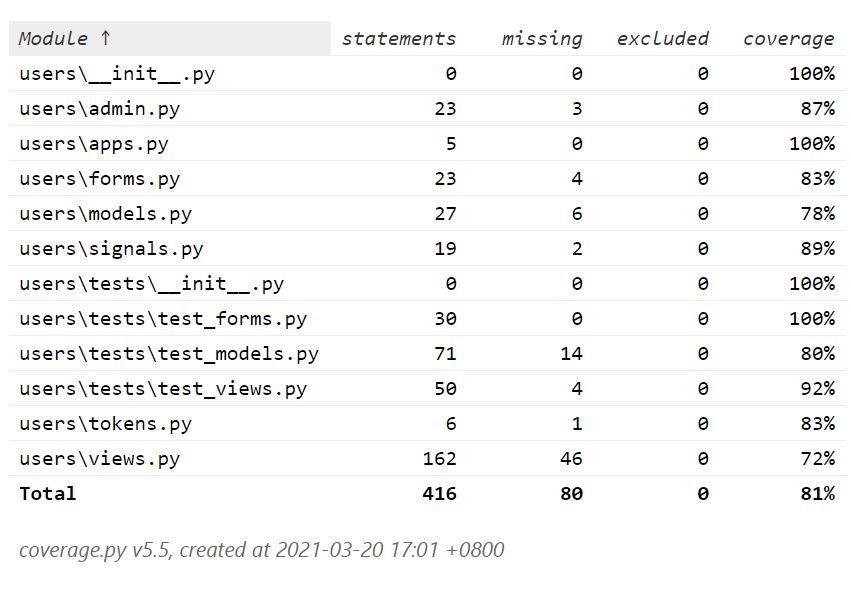 Module ↑ statements missing excluded coverage
users\__init__.py 0 0 0 100%
users\admin.py 23 3 0 87%
users\apps.py 5 0 0 100%
users\forms.py 23 4 0 83%
users\models.py 27 6 0 78%
users\signals.py 19 2 0 89%
users\tests\__init__.py 0 0 0 100%
users\tests\test_forms.py 30 0 0 100%
users\tests\test_models.py 71 14 0 80%
users\tests\test_views.py 50 4 0 92%
users\tokens.py 6 1 0 83%
users\views.py 162 46 0 72%
Total 416 80 0 81%
coverage.py v5.5, created at 2021-03-20 17:01 +0800